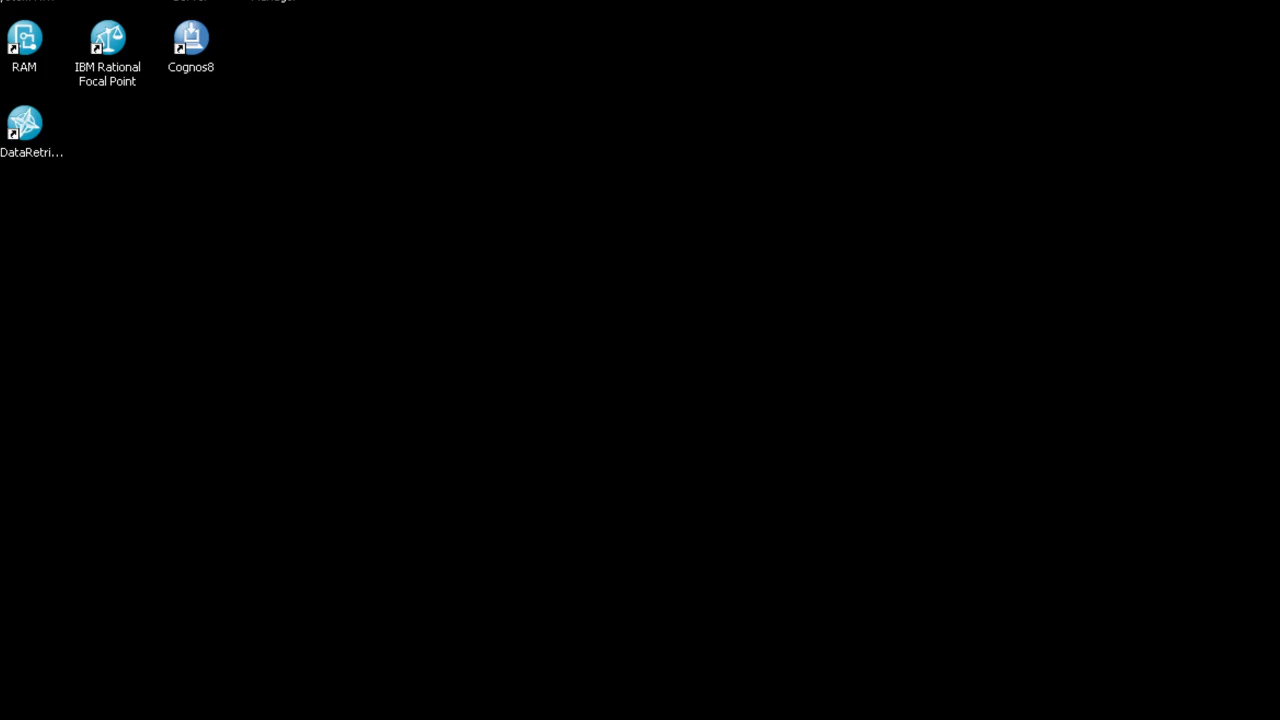 RAM
IBM Rational
Focal Point
Cognos8
DataRetri...